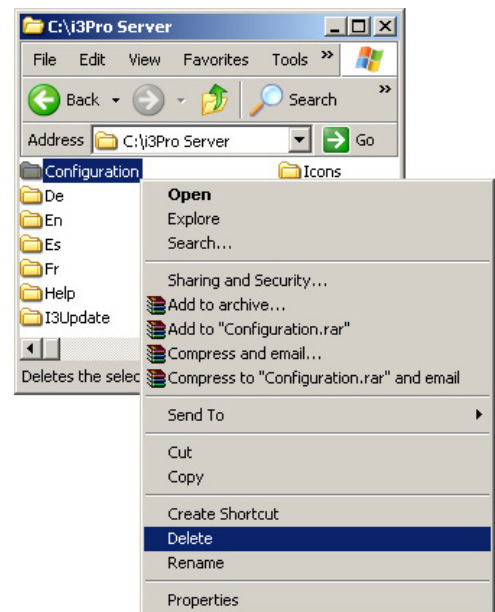 C:\i3Pro Server
File Edit View Favorites Tools »
Back Search »
Address C:\i3Pro Server Go
Configuration Icons
De
En
Es
Fr
Help
I3Update
Deletes the selec
Open
Explore
Search...
Sharing and Security...
Add to archive...
Add to "Configuration.rar"
Compress and email...
Compress to "Configuration.rar" and email
Send To
Cut
Copy
Create Shortcut
Delete
Rename
Properties